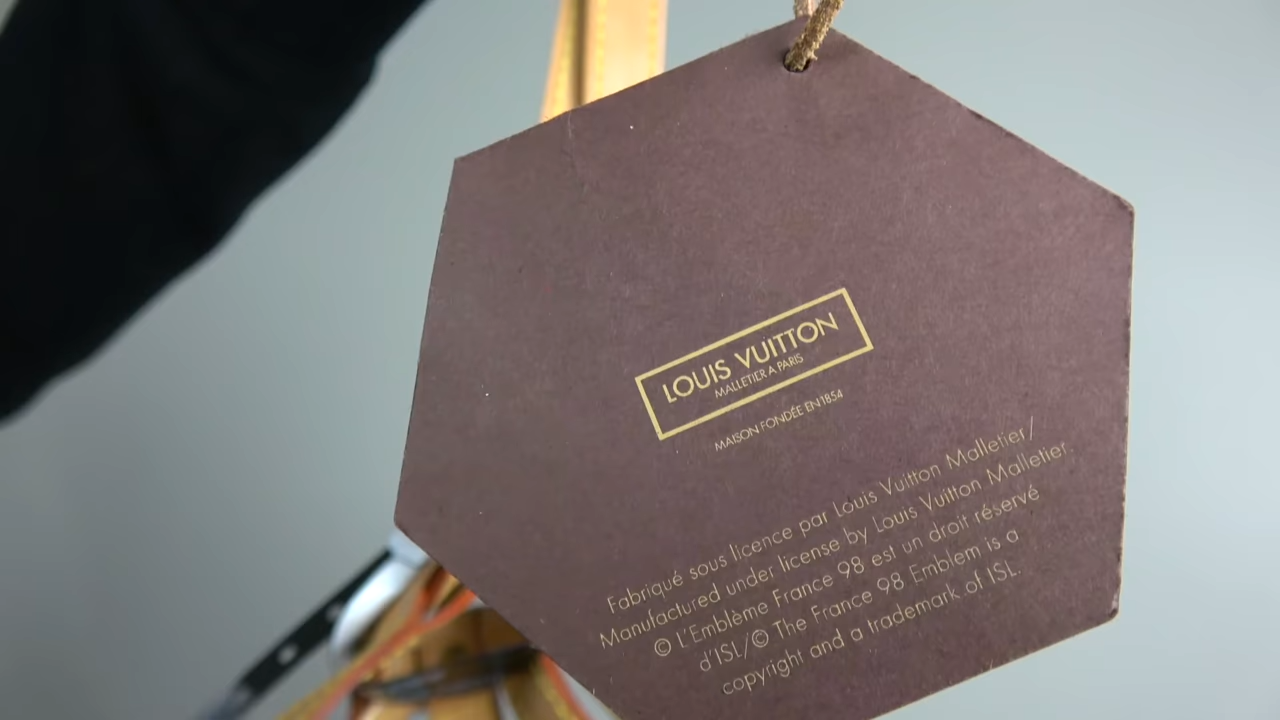 LOUIS VUITTON
MALLETIER A PARIS
MAISON FONDÉE EN 1854
Fabriqué sous licence par Louis Vuitton Malletier/
Manufactured under license by Louis Vuitton Malletier.
© L'Emblème France 98 est un droit réservé
d'ISL/© The France 98 Emblem is a
copyright and a trademark of ISL.